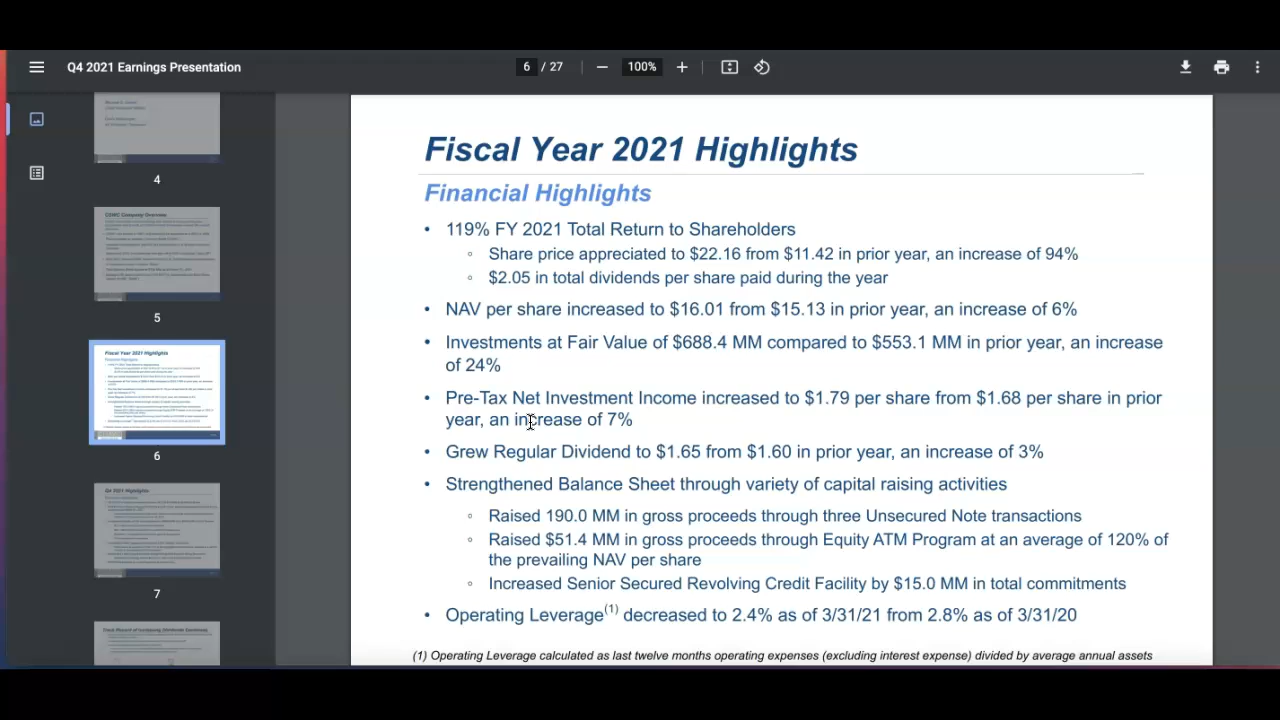 Q4 2021 Earnings Presentation
6 / 27
100%
4
CSWC Company Overview
5
Fiscal Year 2021 Highlights
Financial Highlights
6
Q4 2021 Highlights
7
Track Record of Increasing Dividends Continues
Fiscal Year 2021 Highlights
Financial Highlights
• 119% FY 2021 Total Return to Shareholders
◦ Share price appreciated to $22.16 from $11.42 in prior year, an increase of 94%
◦ $2.05 in total dividends per share paid during the year
• NAV per share increased to $16.01 from $15.13 in prior year, an increase of 6%
• Investments at Fair Value of $688.4 MM compared to $553.1 MM in prior year, an increase
of 24%
• Pre-Tax Net Investment Income increased to $1.79 per share from $1.68 per share in prior
year, an increase of 7%
• Grew Regular Dividend to $1.65 from $1.60 in prior year, an increase of 3%
• Strengthened Balance Sheet through variety of capital raising activities
◦ Raised 190.0 MM in gross proceeds through three Unsecured Note transactions
◦ Raised $51.4 MM in gross proceeds through Equity ATM Program at an average of 120% of
the prevailing NAV per share
◦ Increased Senior Secured Revolving Credit Facility by $15.0 MM in total commitments
• Operating Leverage(1) decreased to 2.4% as of 3/31/21 from 2.8% as of 3/31/20
(1) Operating Leverage calculated as last twelve months operating expenses (excluding interest expense) divided by average annual assets